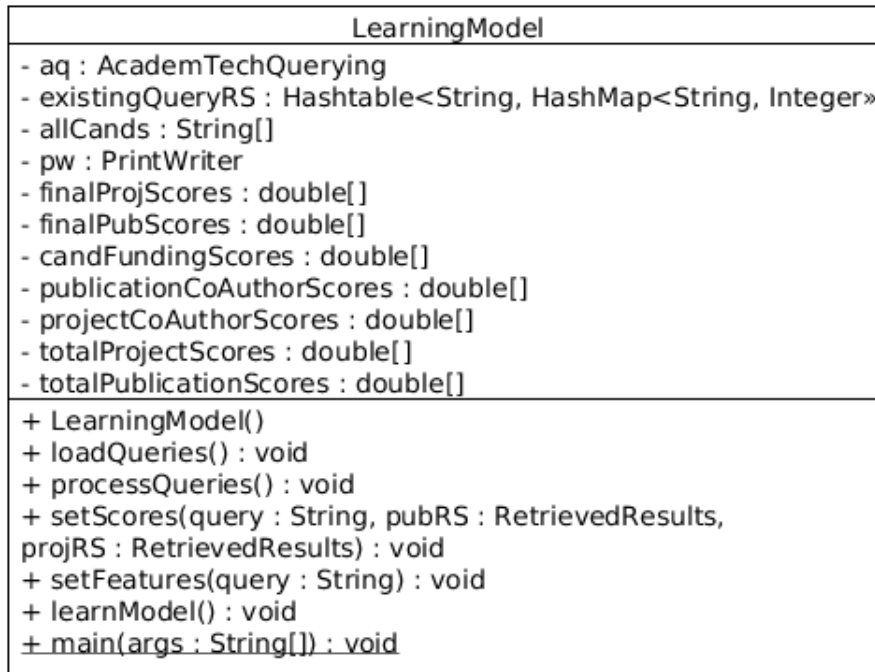 LearningModel
- aq : AcademTechQuerying
- existingQueryRS : Hashtable<String, HashMap<String, Integer»
- allCands : String[]
- pw : PrintWriter
- finalProjScores : double[]
- finalPubScores : double[]
- candFundingScores : double[]
- publicationCoAuthorScores : double[]
- projectCoAuthorScores : double[]
- totalProjectScores : double[]
- totalPublicationScores : double[]
+ LearningModel()
+ loadQueries() : void
+ processQueries() : void
+ setScores(query : String, pubRS : RetrievedResults,
projRS : RetrievedResults) : void
+ setFeatures(query : String) : void
+ learnModel() : void
+ main(args : String[]) : void